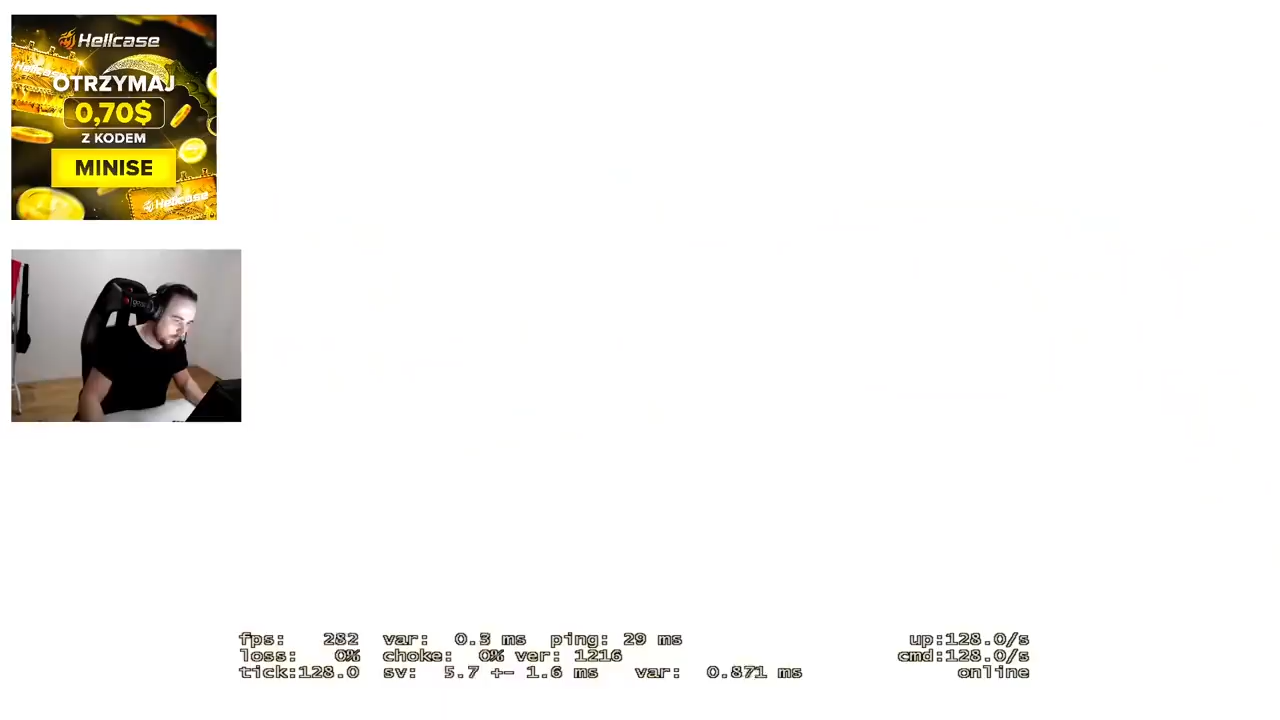 Hellcase
OTRZYMAJ
0,70$
Z KODEM
MINISE
Hellcase
fps: 282 var: 0.3 ms ping: 29 ms up:128.0/s
loss: 0% choke: 0% ver: 1216 cmd:128.0/s
tick:128.0 sv: 5.7 +- 1.6 ms var: 0.871 ms online